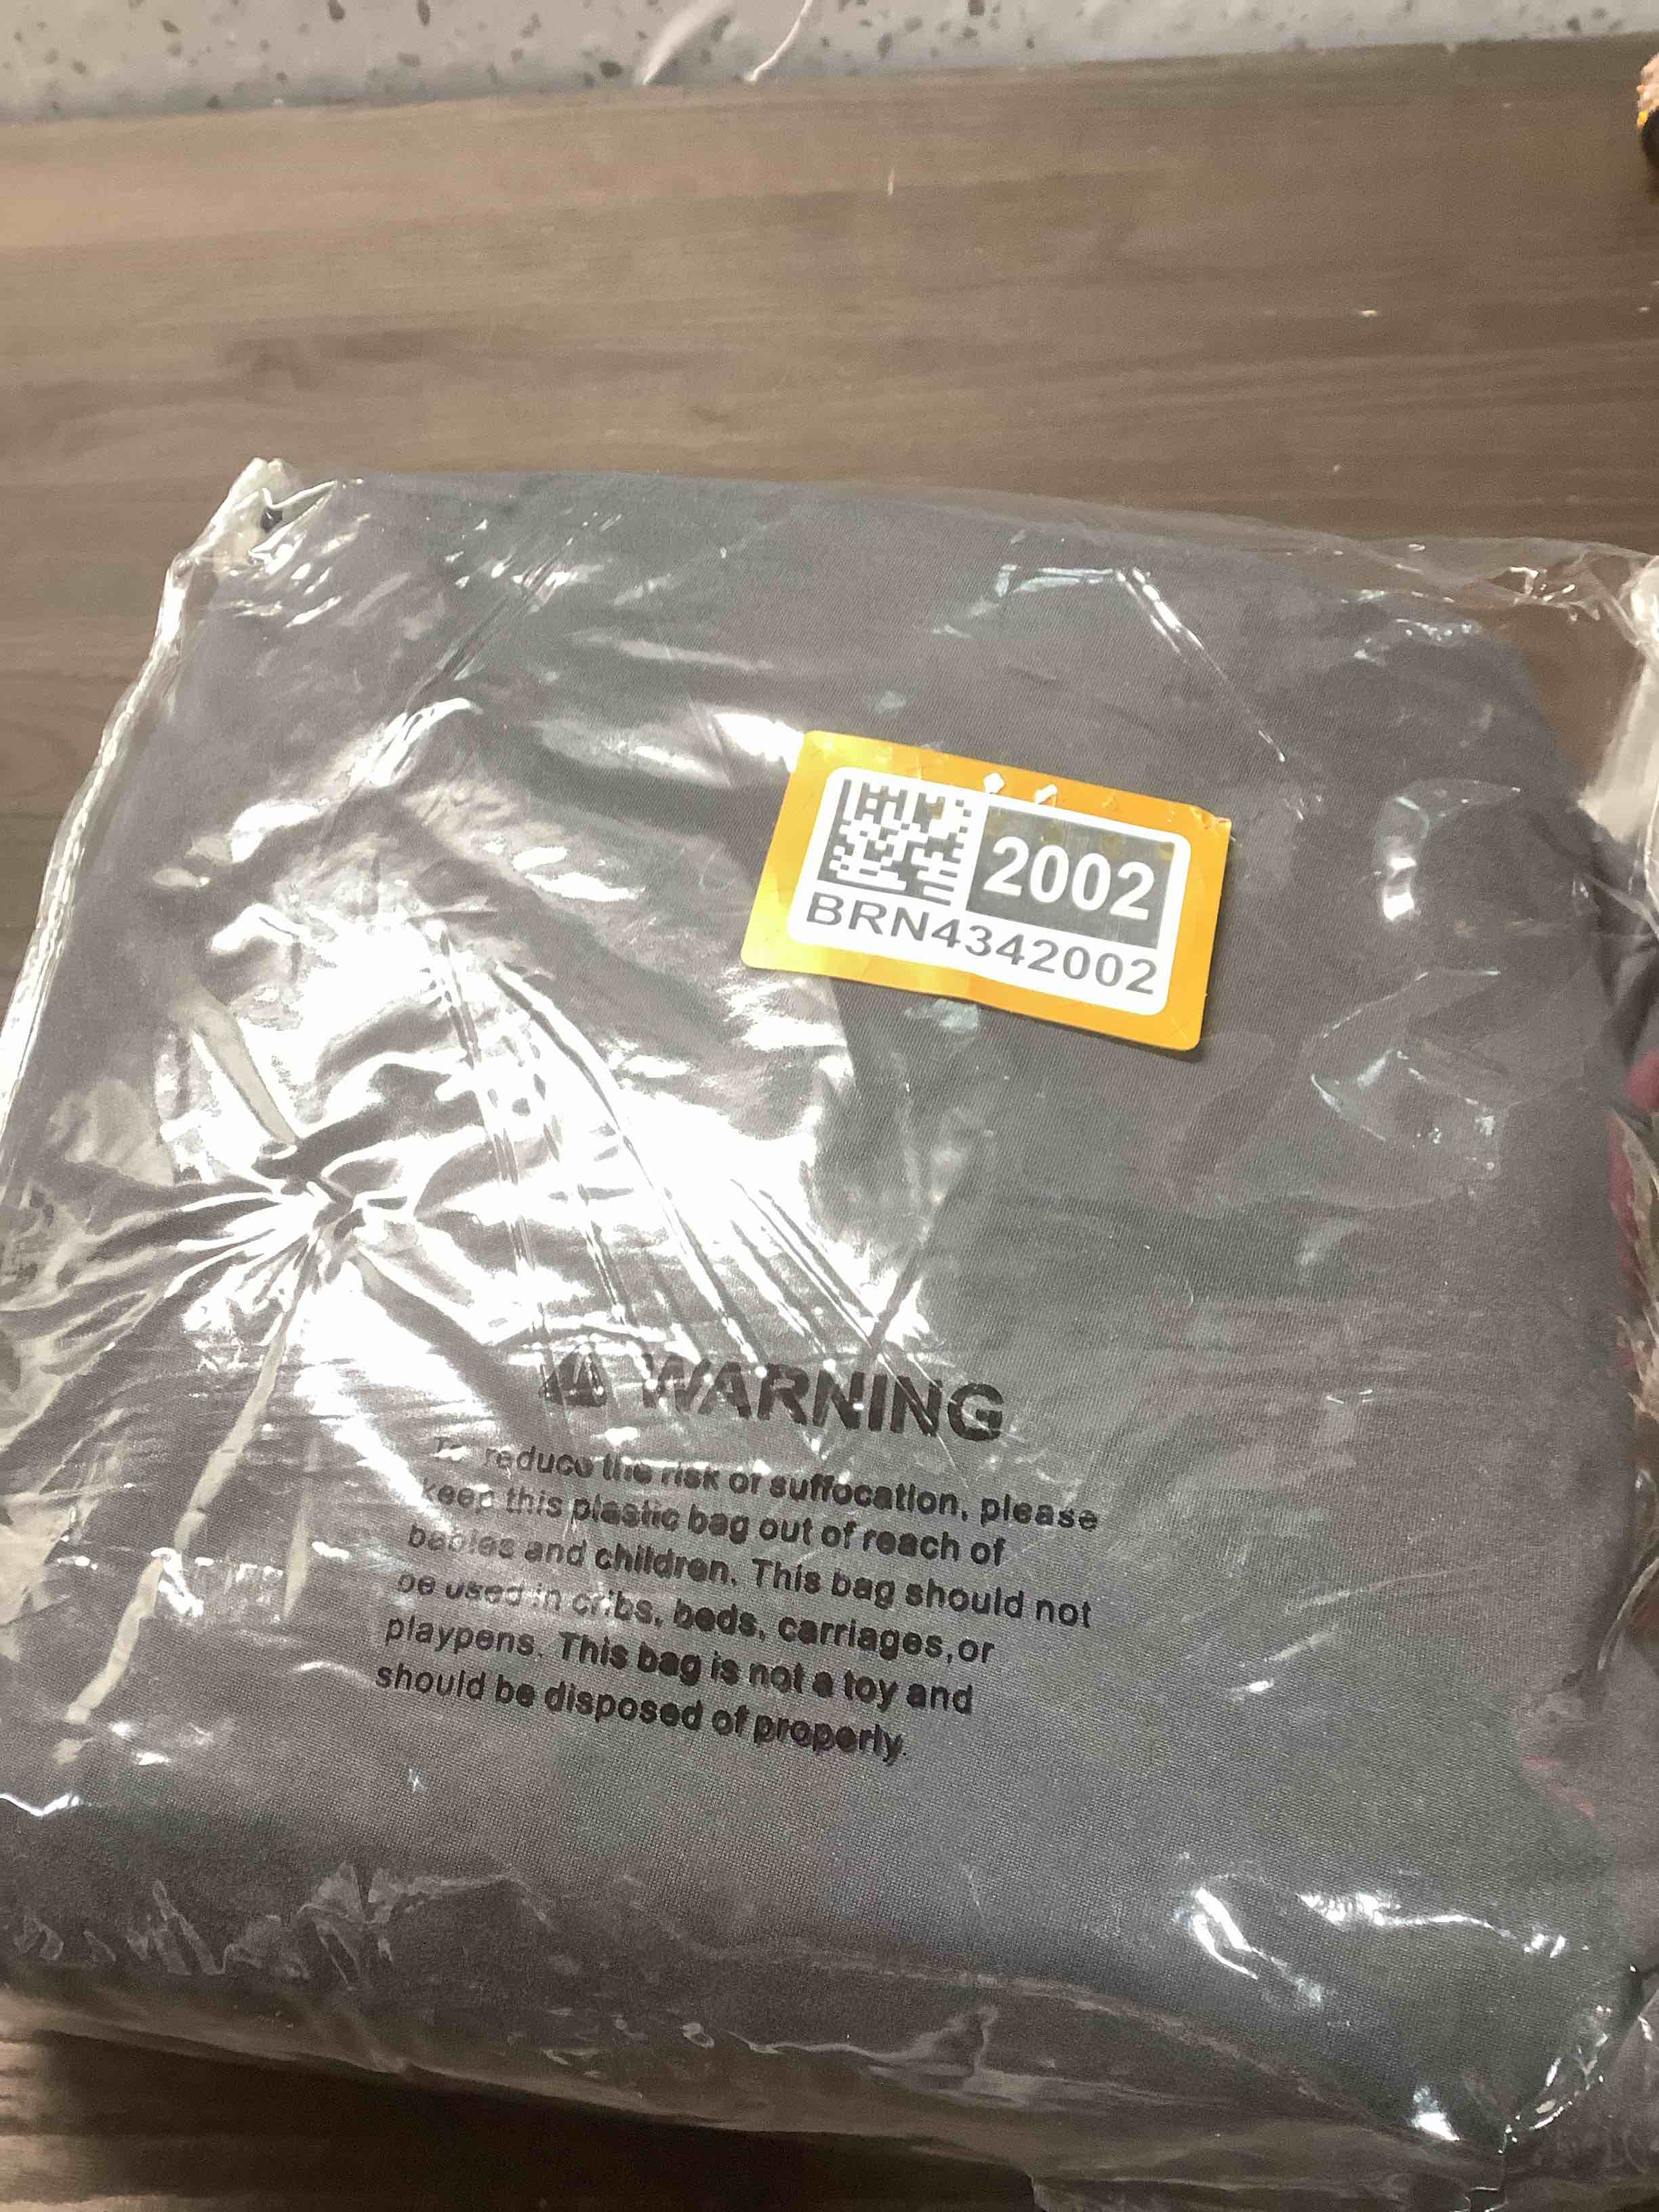 2002
BRN4342002
WARNING
To reduce the risk of suffocation, please
keep this plastic bag out of reach of
babies and children. This bag should not
be used in cribs, beds, carriages,or
playpens. This bag is not a toy and
should be disposed of properly.